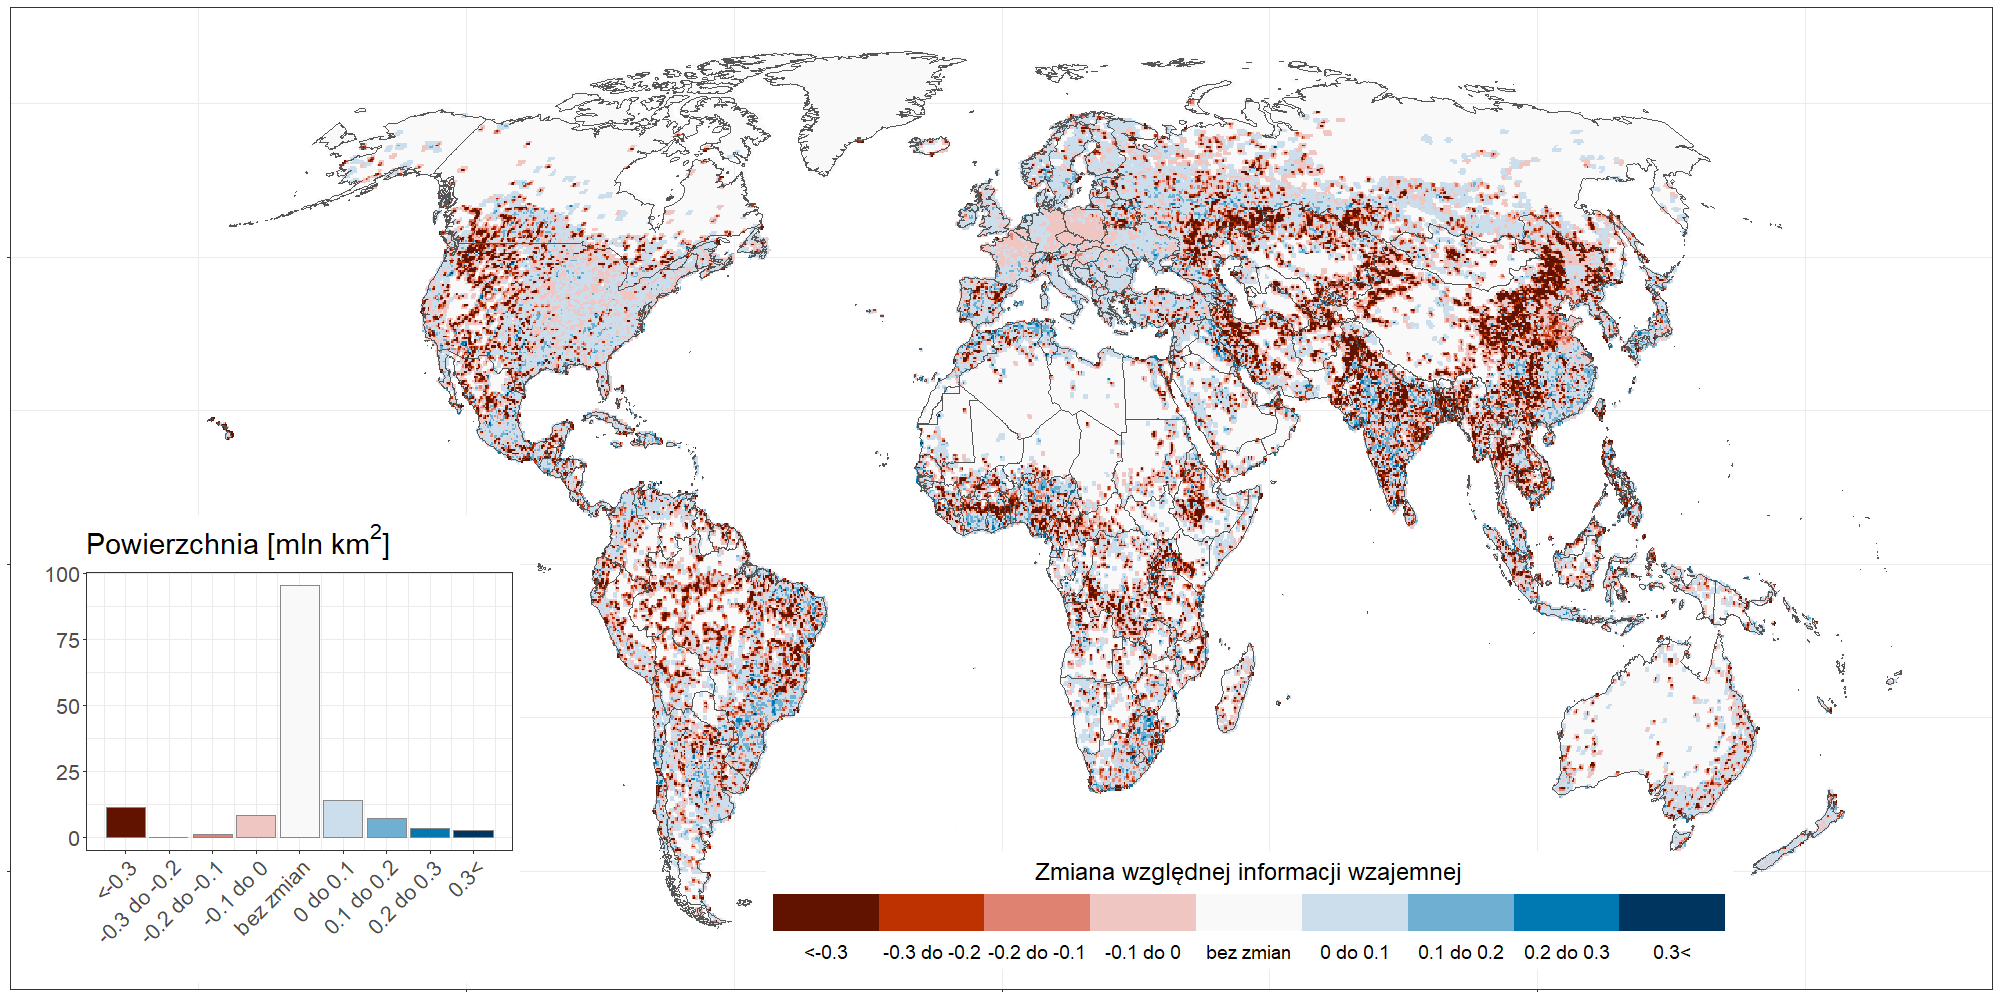 Powierzchnia [mln km²]
100
75
50
25
0
<-0.3
-0.3 do -0.2
-0.2 do -0.1
-0.1 do 0
bez zmian
0 do 0.1
0.1 do 0.2
0.2 do 0.3
0.3<
Zmiana względnej informacji wzajemnej
<-0.3 -0.3 do -0.2 -0.2 do -0.1 -0.1 do 0 bez zmian 0 do 0.1 0.1 do 0.2 0.2 do 0.3 0.3<